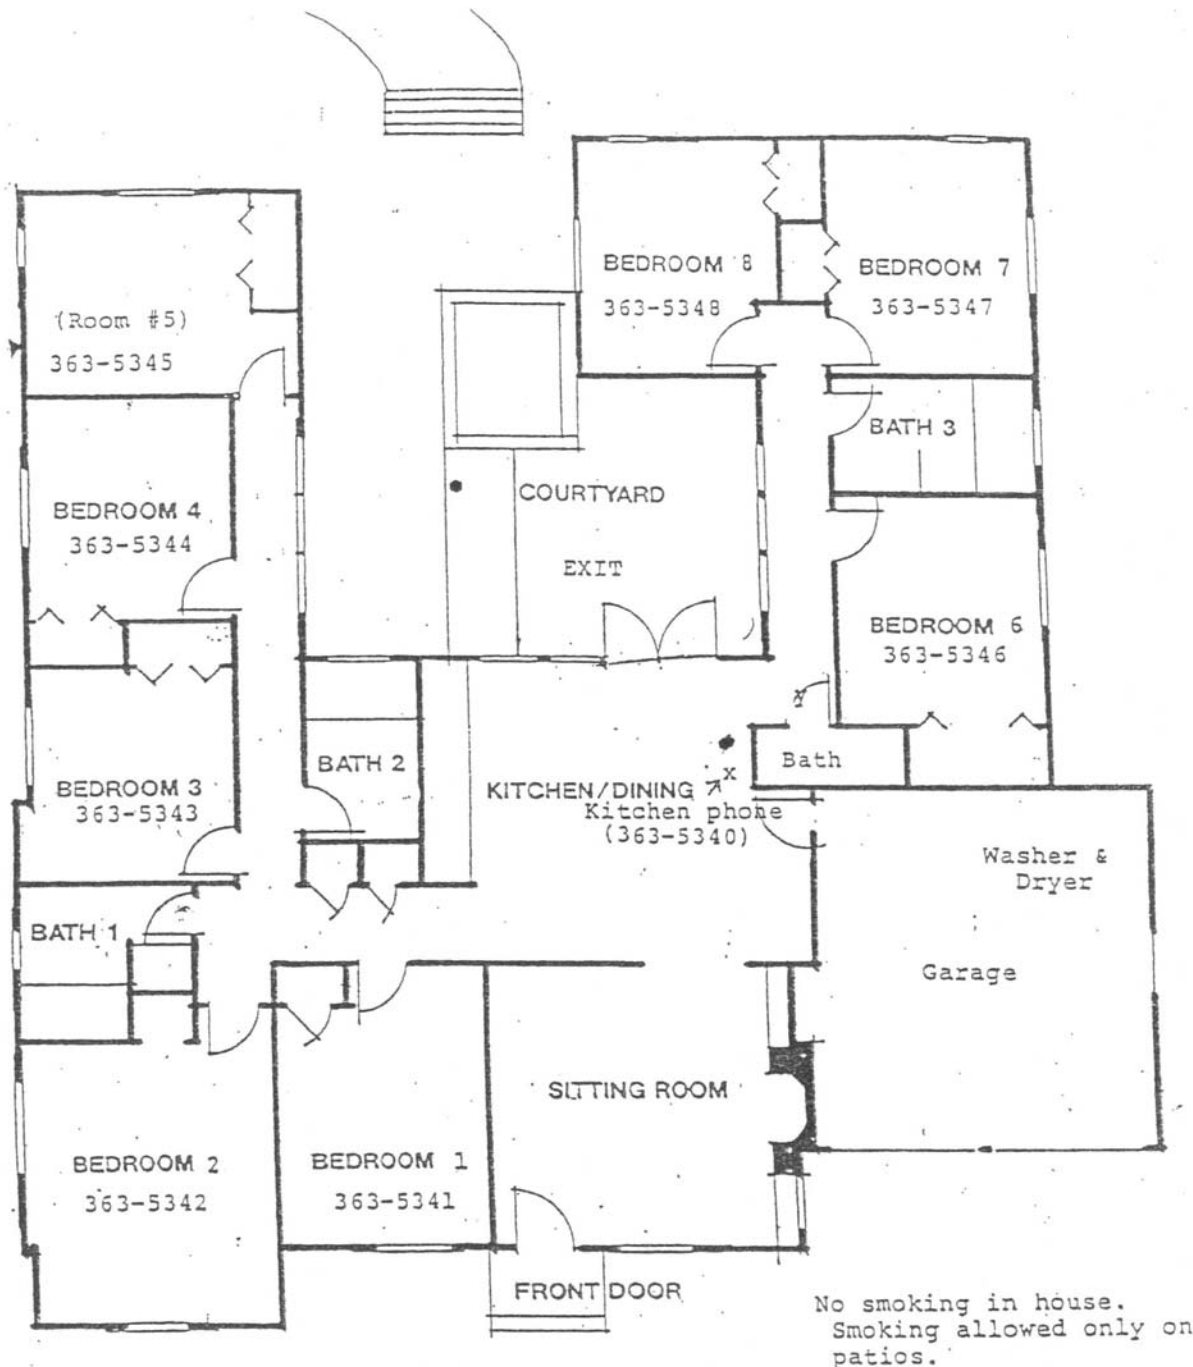 BEDROOM 8
363-5348
BEDROOM 7
363-5347
(Room #5)
363-5345
BATH 3
BEDROOM 4
363-5344
COURTYARD
EXIT
BEDROOM 6
363-5346
BATH 2
Bath
BEDROOM 3
363-5343
KITCHEN/DINING
x
Kitchen phone
(363-5340)
Washer &
Dryer
BATH 1
Garage
SITTING ROOM
BEDROOM 2
363-5342
BEDROOM 1
363-5341
FRONT DOOR
No smoking in house.
Smoking allowed only on
patios.